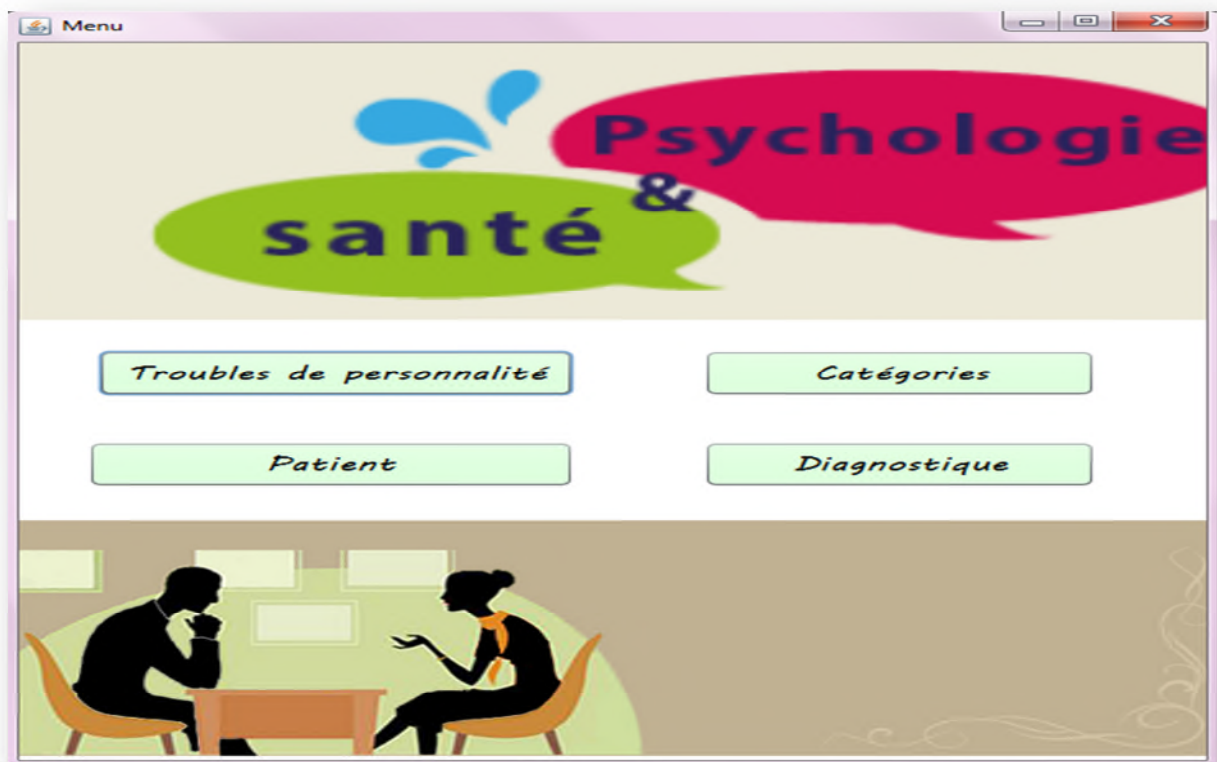 Menu
Psychologie
&
santé
Troubles de personnalité
Catégories
Patient
Diagnostique